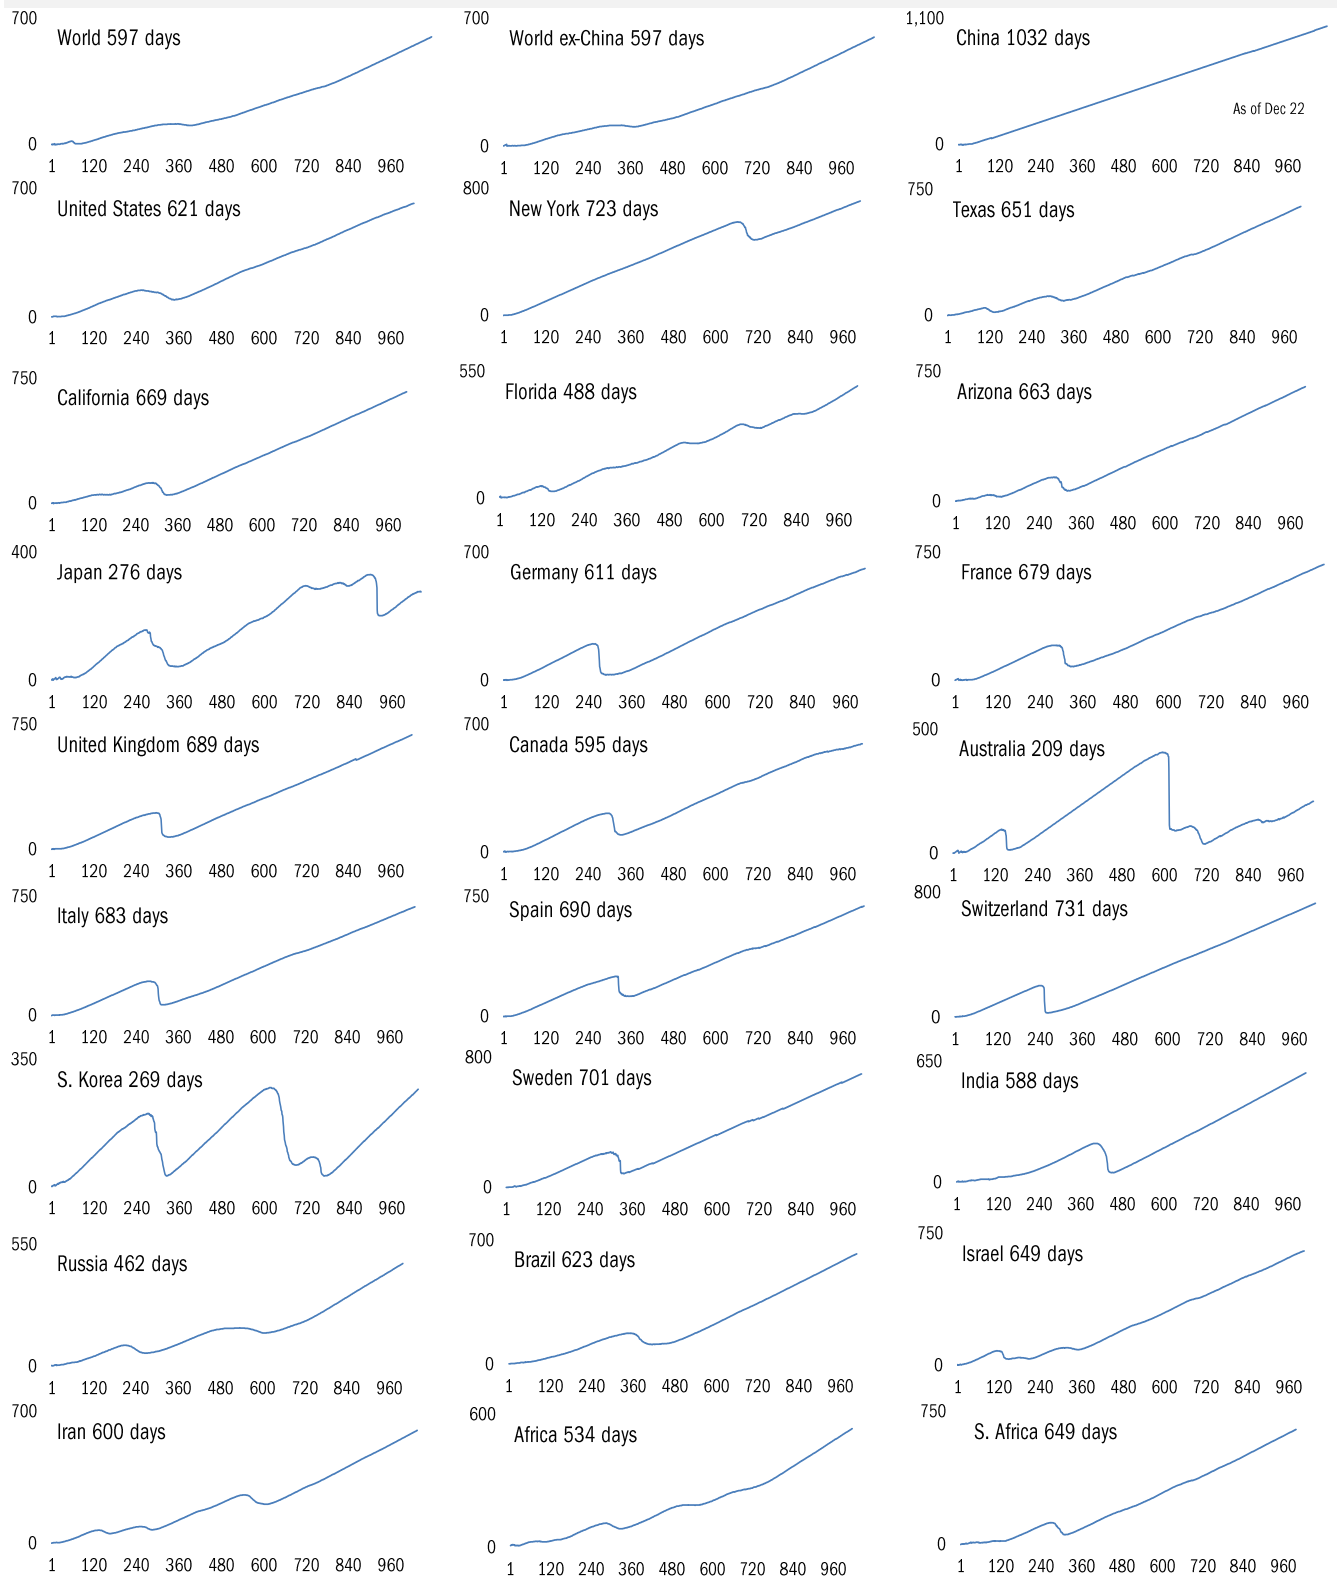 700 700 1,100
World 597 days World ex-China 597 days China 1032 days
As of Dec 22
0 0 0
1 120 240 360 480 600 720 840 960 1 120 240 360 480 600 720 840 960 1 120 240 360 480 600 720 840 960
700 800 750
United States 621 days New York 723 days Texas 651 days
0 0 0
1 120 240 360 480 600 720 840 960 1 120 240 360 480 600 720 840 960 1 120 240 360 480 600 720 840 960
750 550 750
California 669 days Florida 488 days Arizona 663 days
0 0 0
1 120 240 360 480 600 720 840 960 1 120 240 360 480 600 720 840 960 1 120 240 360 480 600 720 840 960
400 700 750
Japan 276 days Germany 611 days France 679 days
0 0 0
1 120 240 360 480 600 720 840 960 1 120 240 360 480 600 720 840 960 1 120 240 360 480 600 720 840 960
750 700 500
United Kingdom 689 days Canada 595 days Australia 209 days
0 0 0
1 120 240 360 480 600 720 840 960 1 120 240 360 480 600 720 840 960 1 120 240 360 480 600 720 840 960
750 750 800
Italy 683 days Spain 690 days Switzerland 731 days
0 0 0
1 120 240 360 480 600 720 840 960 1 120 240 360 480 600 720 840 960 1 120 240 360 480 600 720 840 960
350 800 650
S. Korea 269 days Sweden 701 days India 588 days
0 0 0
1 120 240 360 480 600 720 840 960 1 120 240 360 480 600 720 840 960 1 120 240 360 480 600 720 840 960
550 700 750
Russia 462 days Brazil 623 days Israel 649 days
0 0 0
1 120 240 360 480 600 720 840 960 1 120 240 360 480 600 720 840 960 1 120 240 360 480 600 720 840 960
700 600 750
Iran 600 days Africa 534 days S. Africa 649 days
0 0 0
1 120 240 360 480 600 720 840 960 1 120 240 360 480 600 720 840 960 1 120 240 360 480 600 720 840 960